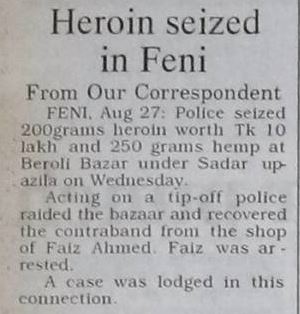 Heroin seized
in Feni
From Our Correspondent
FENI, Aug 27: Police seized
200grams heroin worth Tk 10
lakh and 250 grams hemp at
Beroli Bazar under Sadar up-
azila on Wednesday.
Acting on a tip-off police
raided the bazaar and recovered
the contraband from the shop
of Faiz Ahmed. Faiz was ar-
rested.
A case was lodged in this
connection.